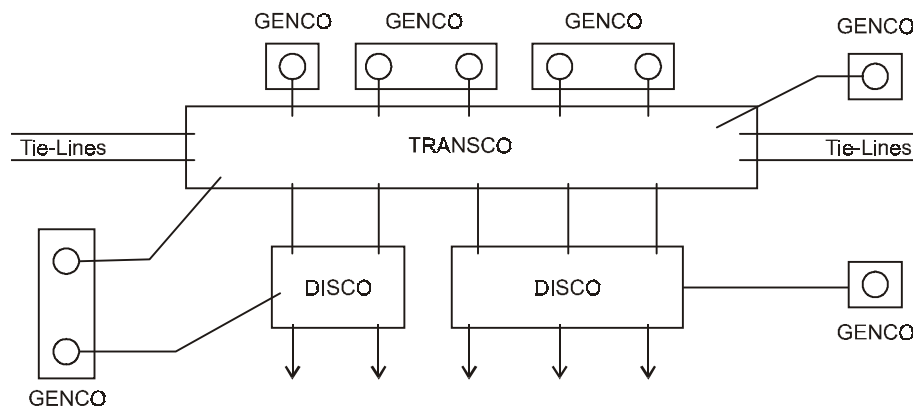 GENCO
GENCO
GENCO
GENCO
TRANSCO
Tie-Lines
Tie-Lines
DISCO
DISCO
GENCO
GENCO